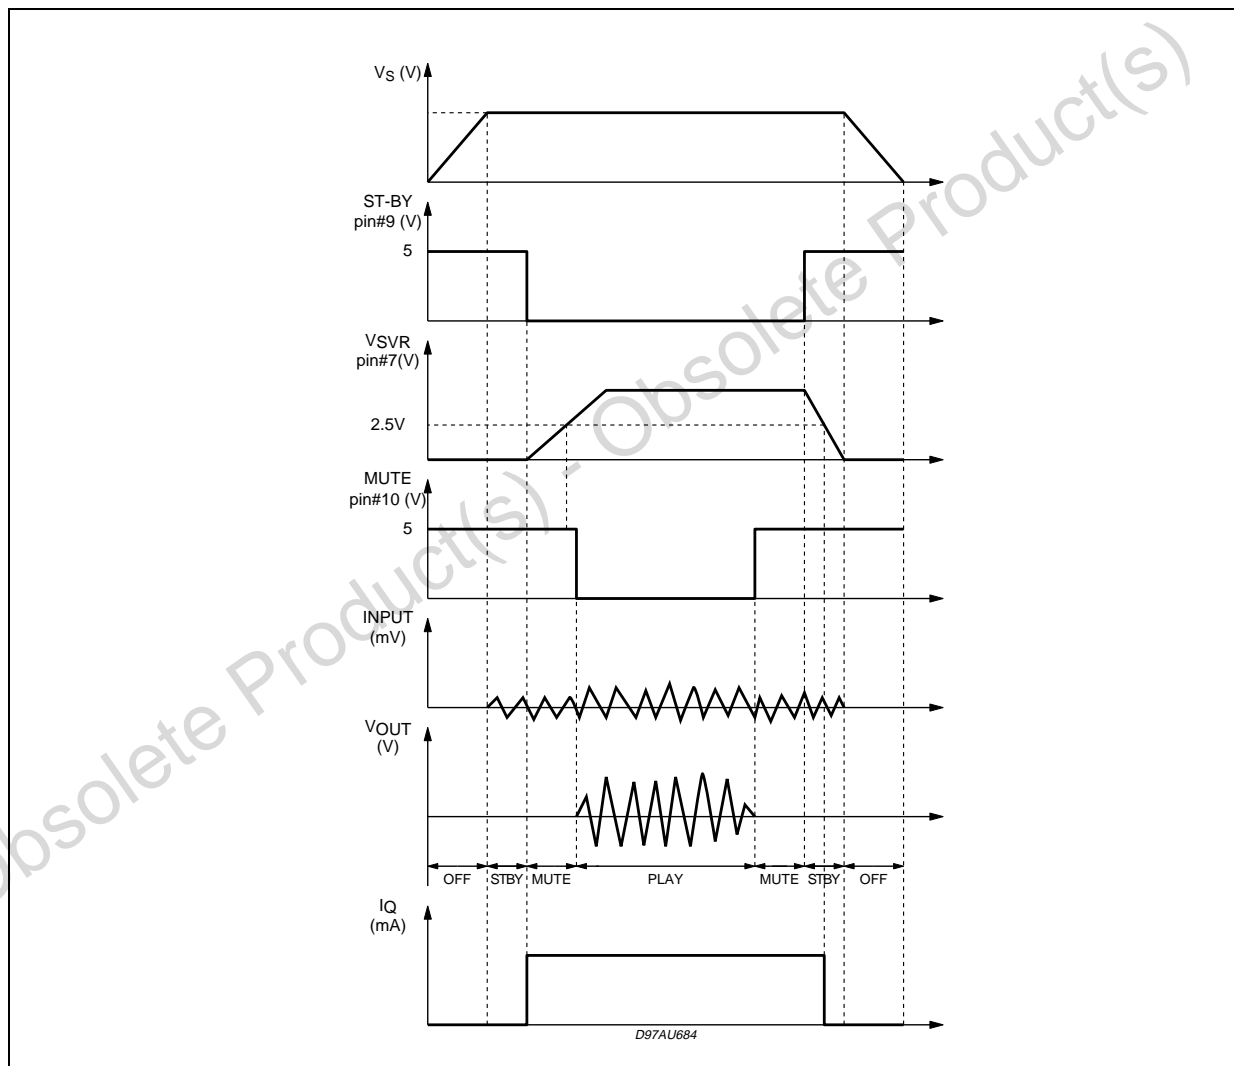 VS (V)
ST-BY
pin#9 (V)
5
VSVR
pin#7(V)
2.5V
MUTE
pin#10 (V)
5
INPUT
(mV)
VOUT
(V)
OFF STBY MUTE PLAY MUTE STBY OFF
IQ
(mA)
D97AU684
Obsolete Product(s) - Obsolete Product(s)